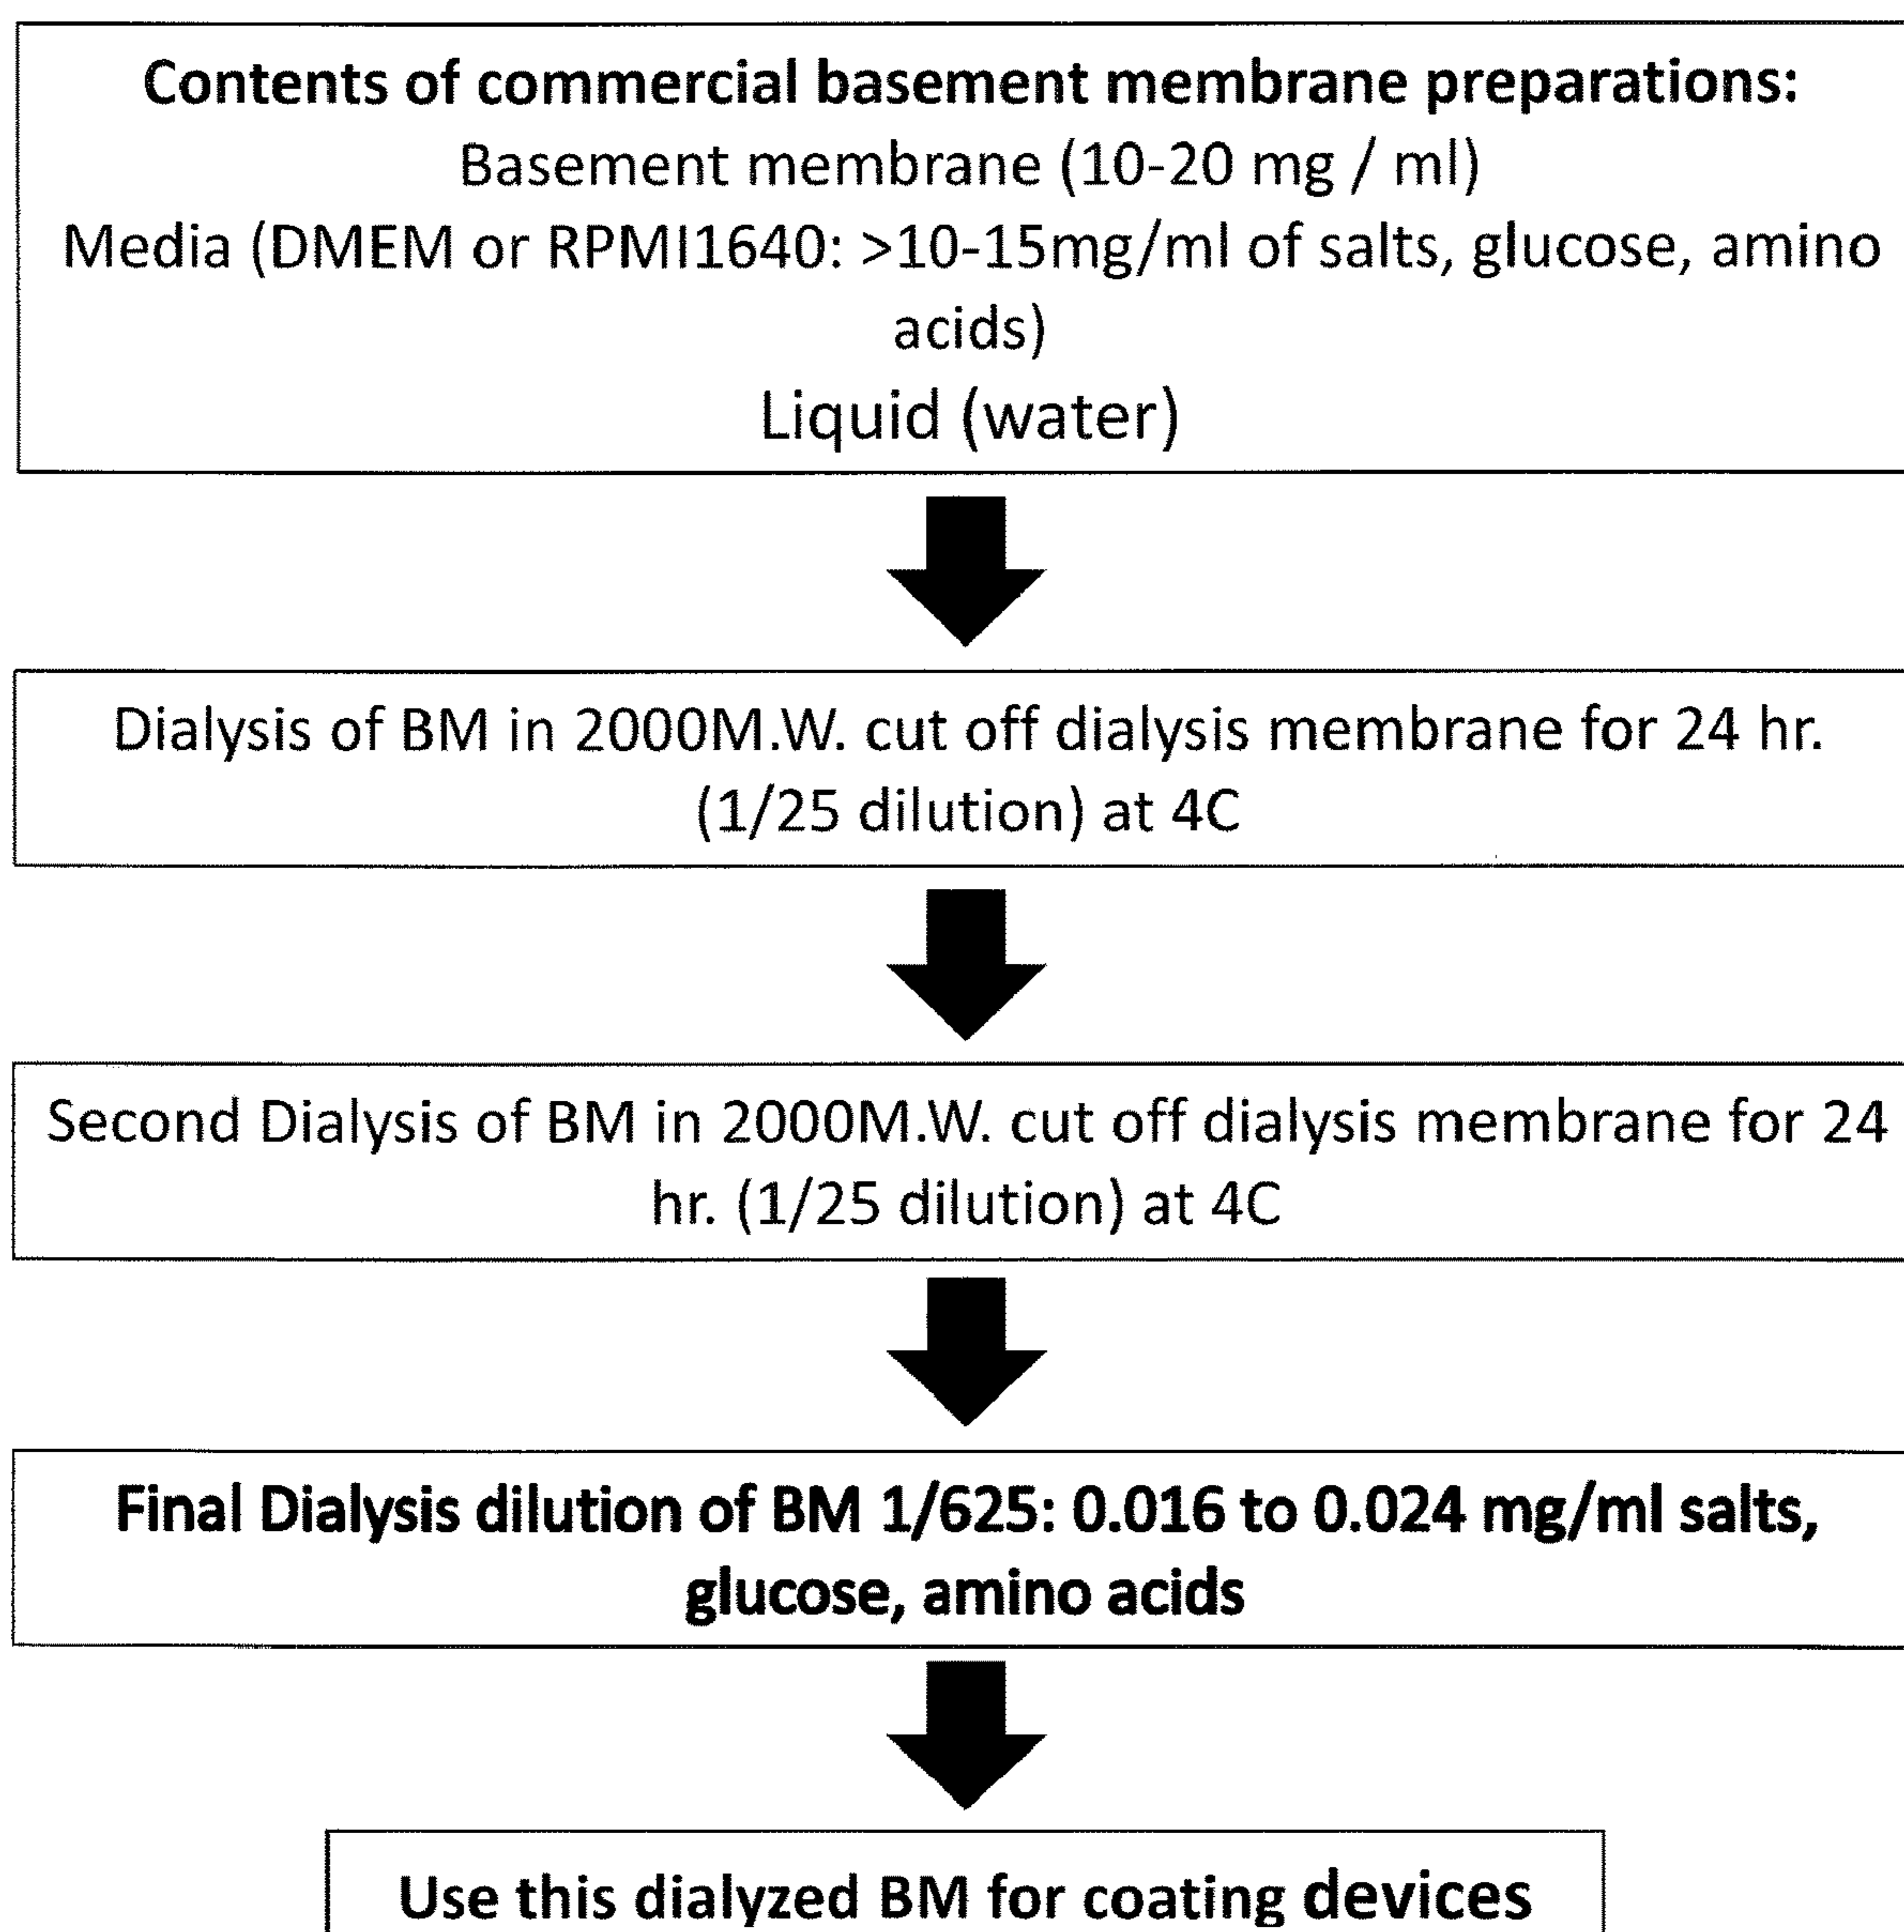 Contents of commercial basement membrane preparations:
Basement membrane (10-20 mg / ml)
Media (DMEM or RPMI1640: >10-15mg/ml of salts, glucose, amino
acids)
Liquid (water)
Dialysis of BM in 2000M.W. cut off dialysis membrane for 24 hr.
(1/25 dilution) at 4C
Second Dialysis of BM in 2000M.W. cut off dialysis membrane for 24
hr. (1/25 dilution) at 4C
Final Dialysis dilution of BM 1/625: 0.016 to 0.024 mg/ml salts,
glucose, amino acids
Use this dialyzed BM for coating devices